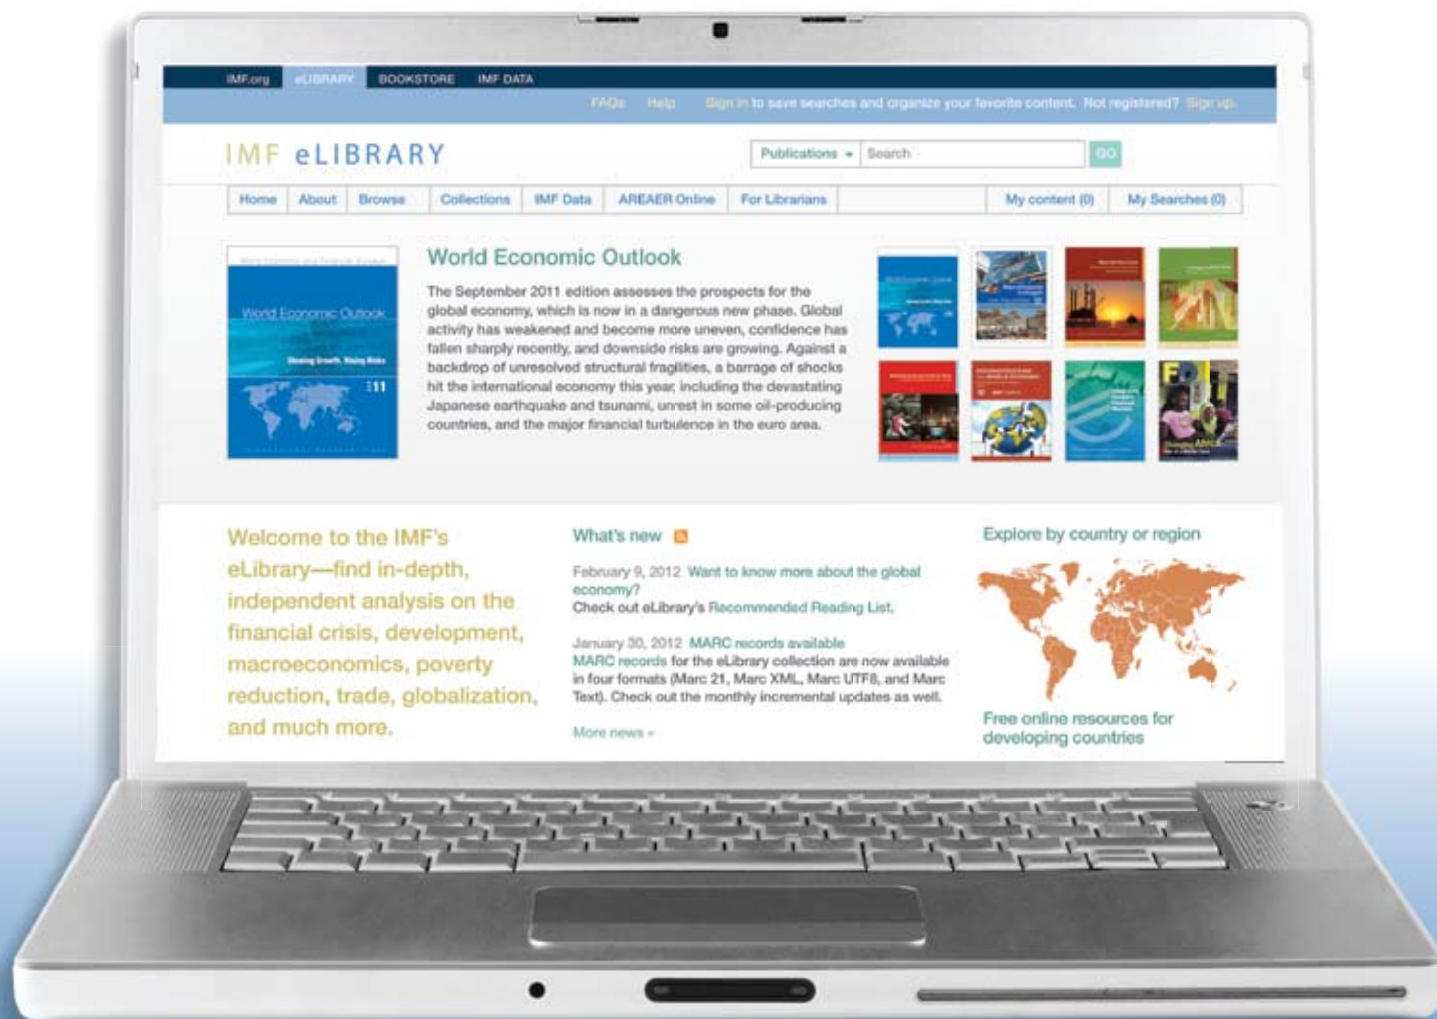 IMF.org eLIBRARY BOOKSTORE IMF DATA
FAQs Help Sign in to save searches and organize your favorite content. Not registered? Sign up.
IMF eLIBRARY
Publications Search GO
Home About Browse Collections IMF Data AREAER Online For Librarians My content (0) My Searches (0)
World Economic and Financial Surveys
World Economic Outlook
Slowing Growth, Rising Risks
11
World Economic Outlook
The September 2011 edition assesses the prospects for the
global economy, which is now in a dangerous new phase. Global
activity has weakened and become more uneven, confidence has
fallen sharply recently, and downside risks are growing. Against a
backdrop of unresolved structural fragilities, a barrage of shocks
hit the international economy this year, including the devastating
Japanese earthquake and tsunami, unrest in some oil-producing
countries, and the major financial turbulence in the euro area.
Welcome to the IMF's
eLibrary—find in-depth,
independent analysis on the
financial crisis, development,
macroeconomics, poverty
reduction, trade, globalization,
and much more.
What's new
February 9, 2012 Want to know more about the global
economy?
Check out eLibrary's Recommended Reading List.
January 30, 2012 MARC records available
MARC records for the eLibrary collection are now available
in four formats (Marc 21, Marc XML, Marc UTF8, and Marc
Text). Check out the monthly incremental updates as well.
More news »
Explore by country or region
Free online resources for
developing countries